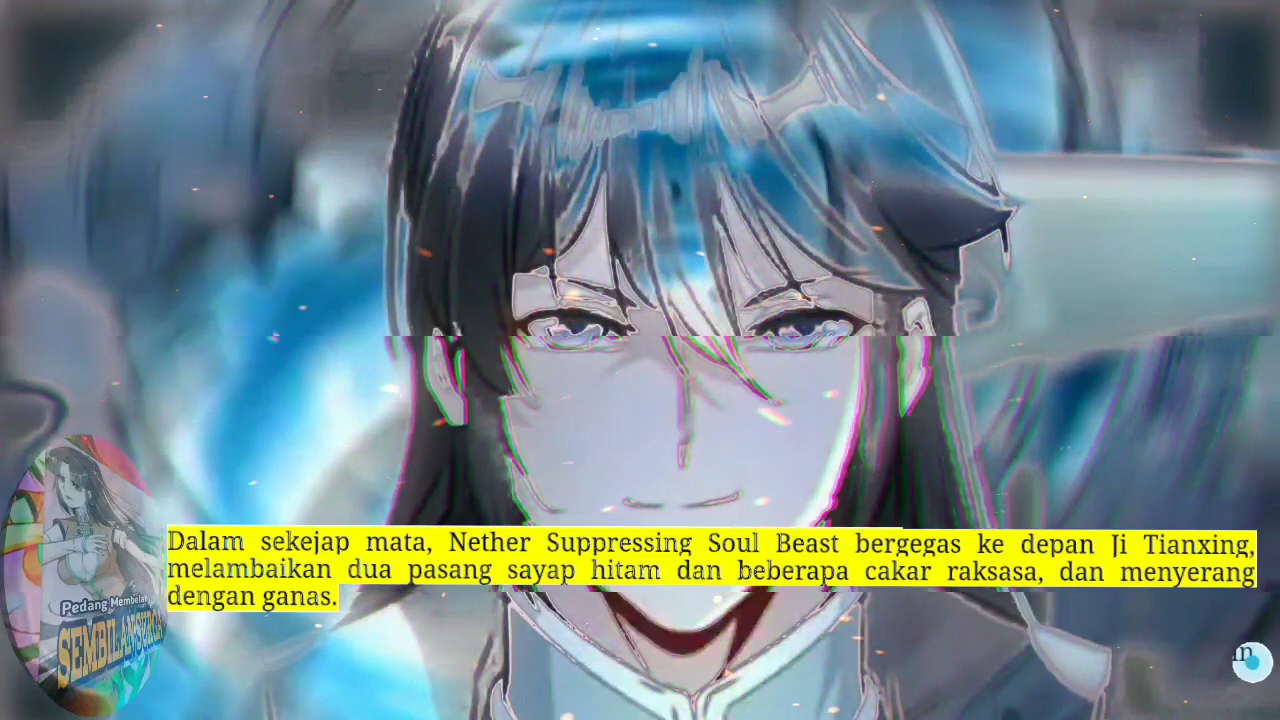 Dalam sekejap mata, Nether Suppressing Soul Beast bergegas ke depan Ji Tianxing,
melambaikan dua pasang sayap hitam dan beberapa cakar raksasa, dan menyerang
dengan ganas.
Pedang Membelah
SEMBILAN SURGA